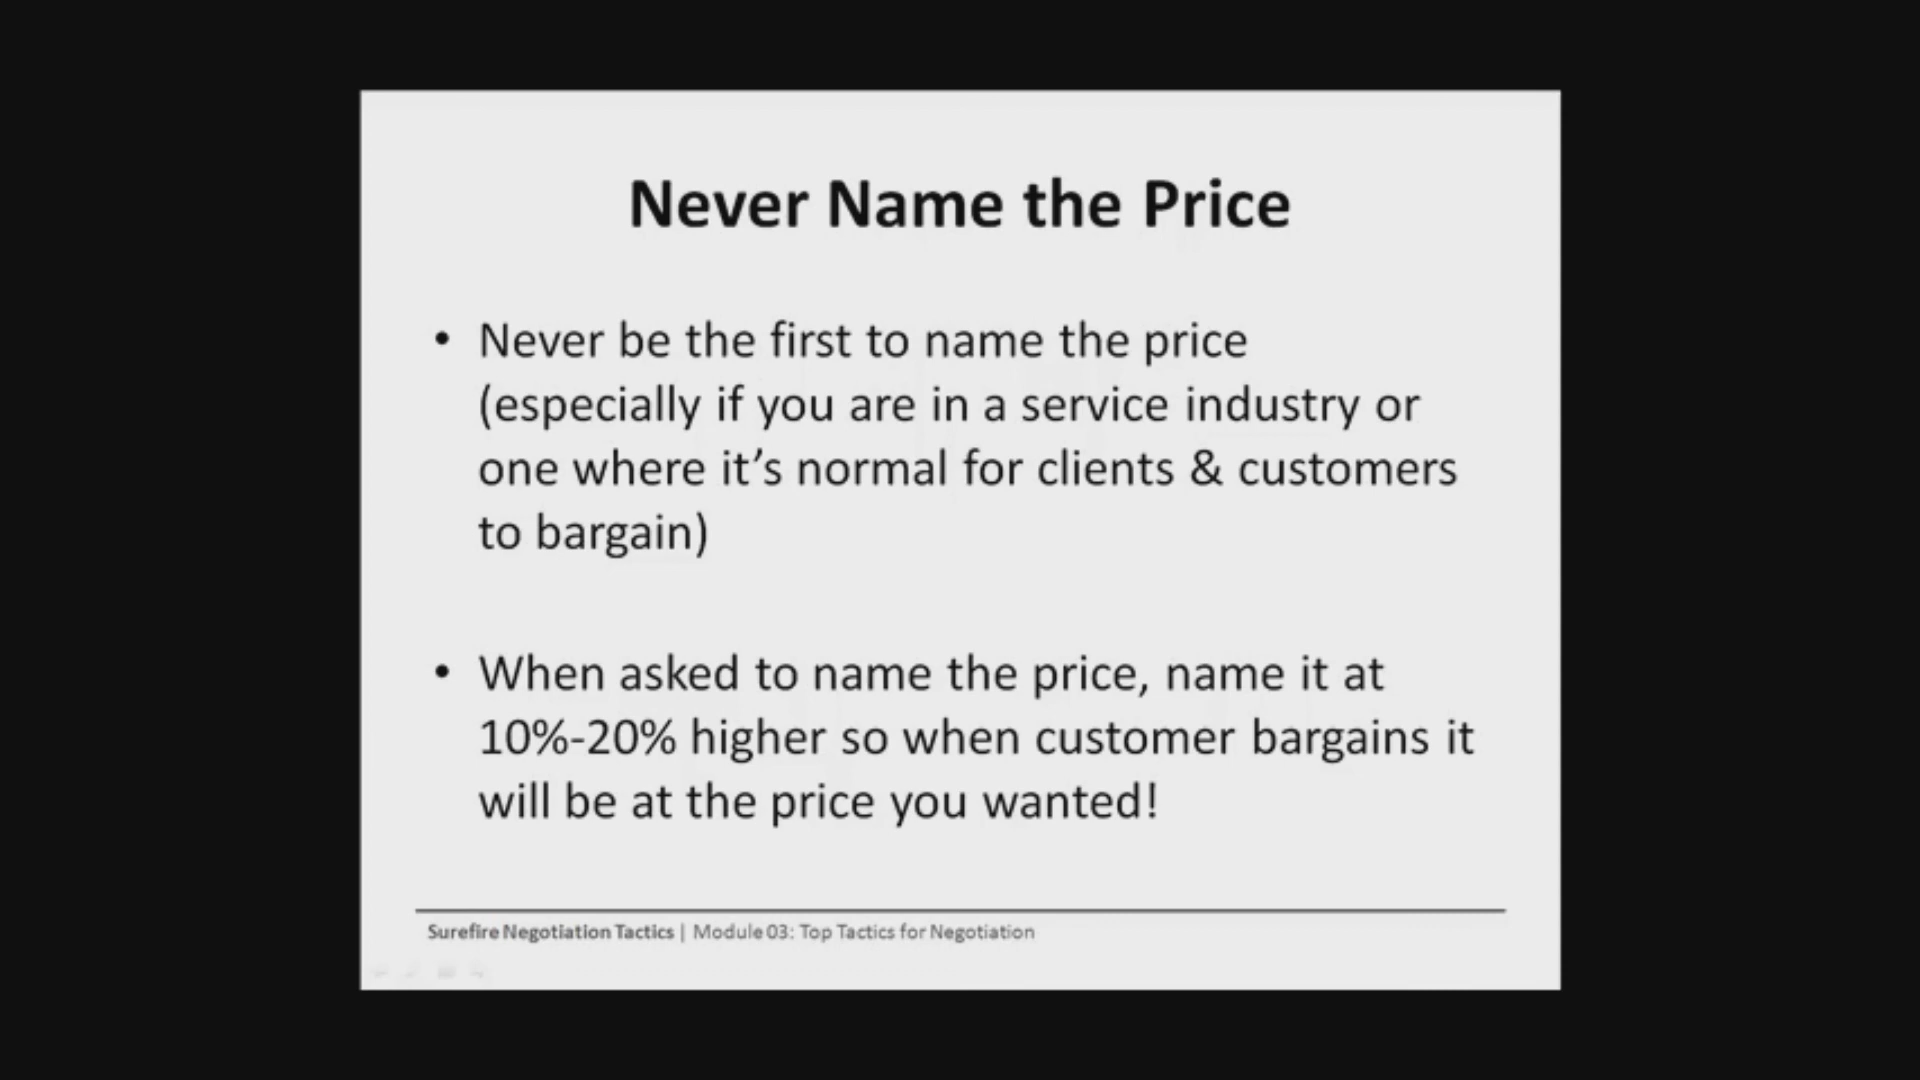 Never Name the Price
• Never be the first to name the price
(especially if you are in a service industry or
one where it’s normal for clients & customers
to bargain)
• When asked to name the price, name it at
10%-20% higher so when customer bargains it
will be at the price you wanted!
Surefire Negotiation Tactics | Module 03: Top Tactics for Negotiation